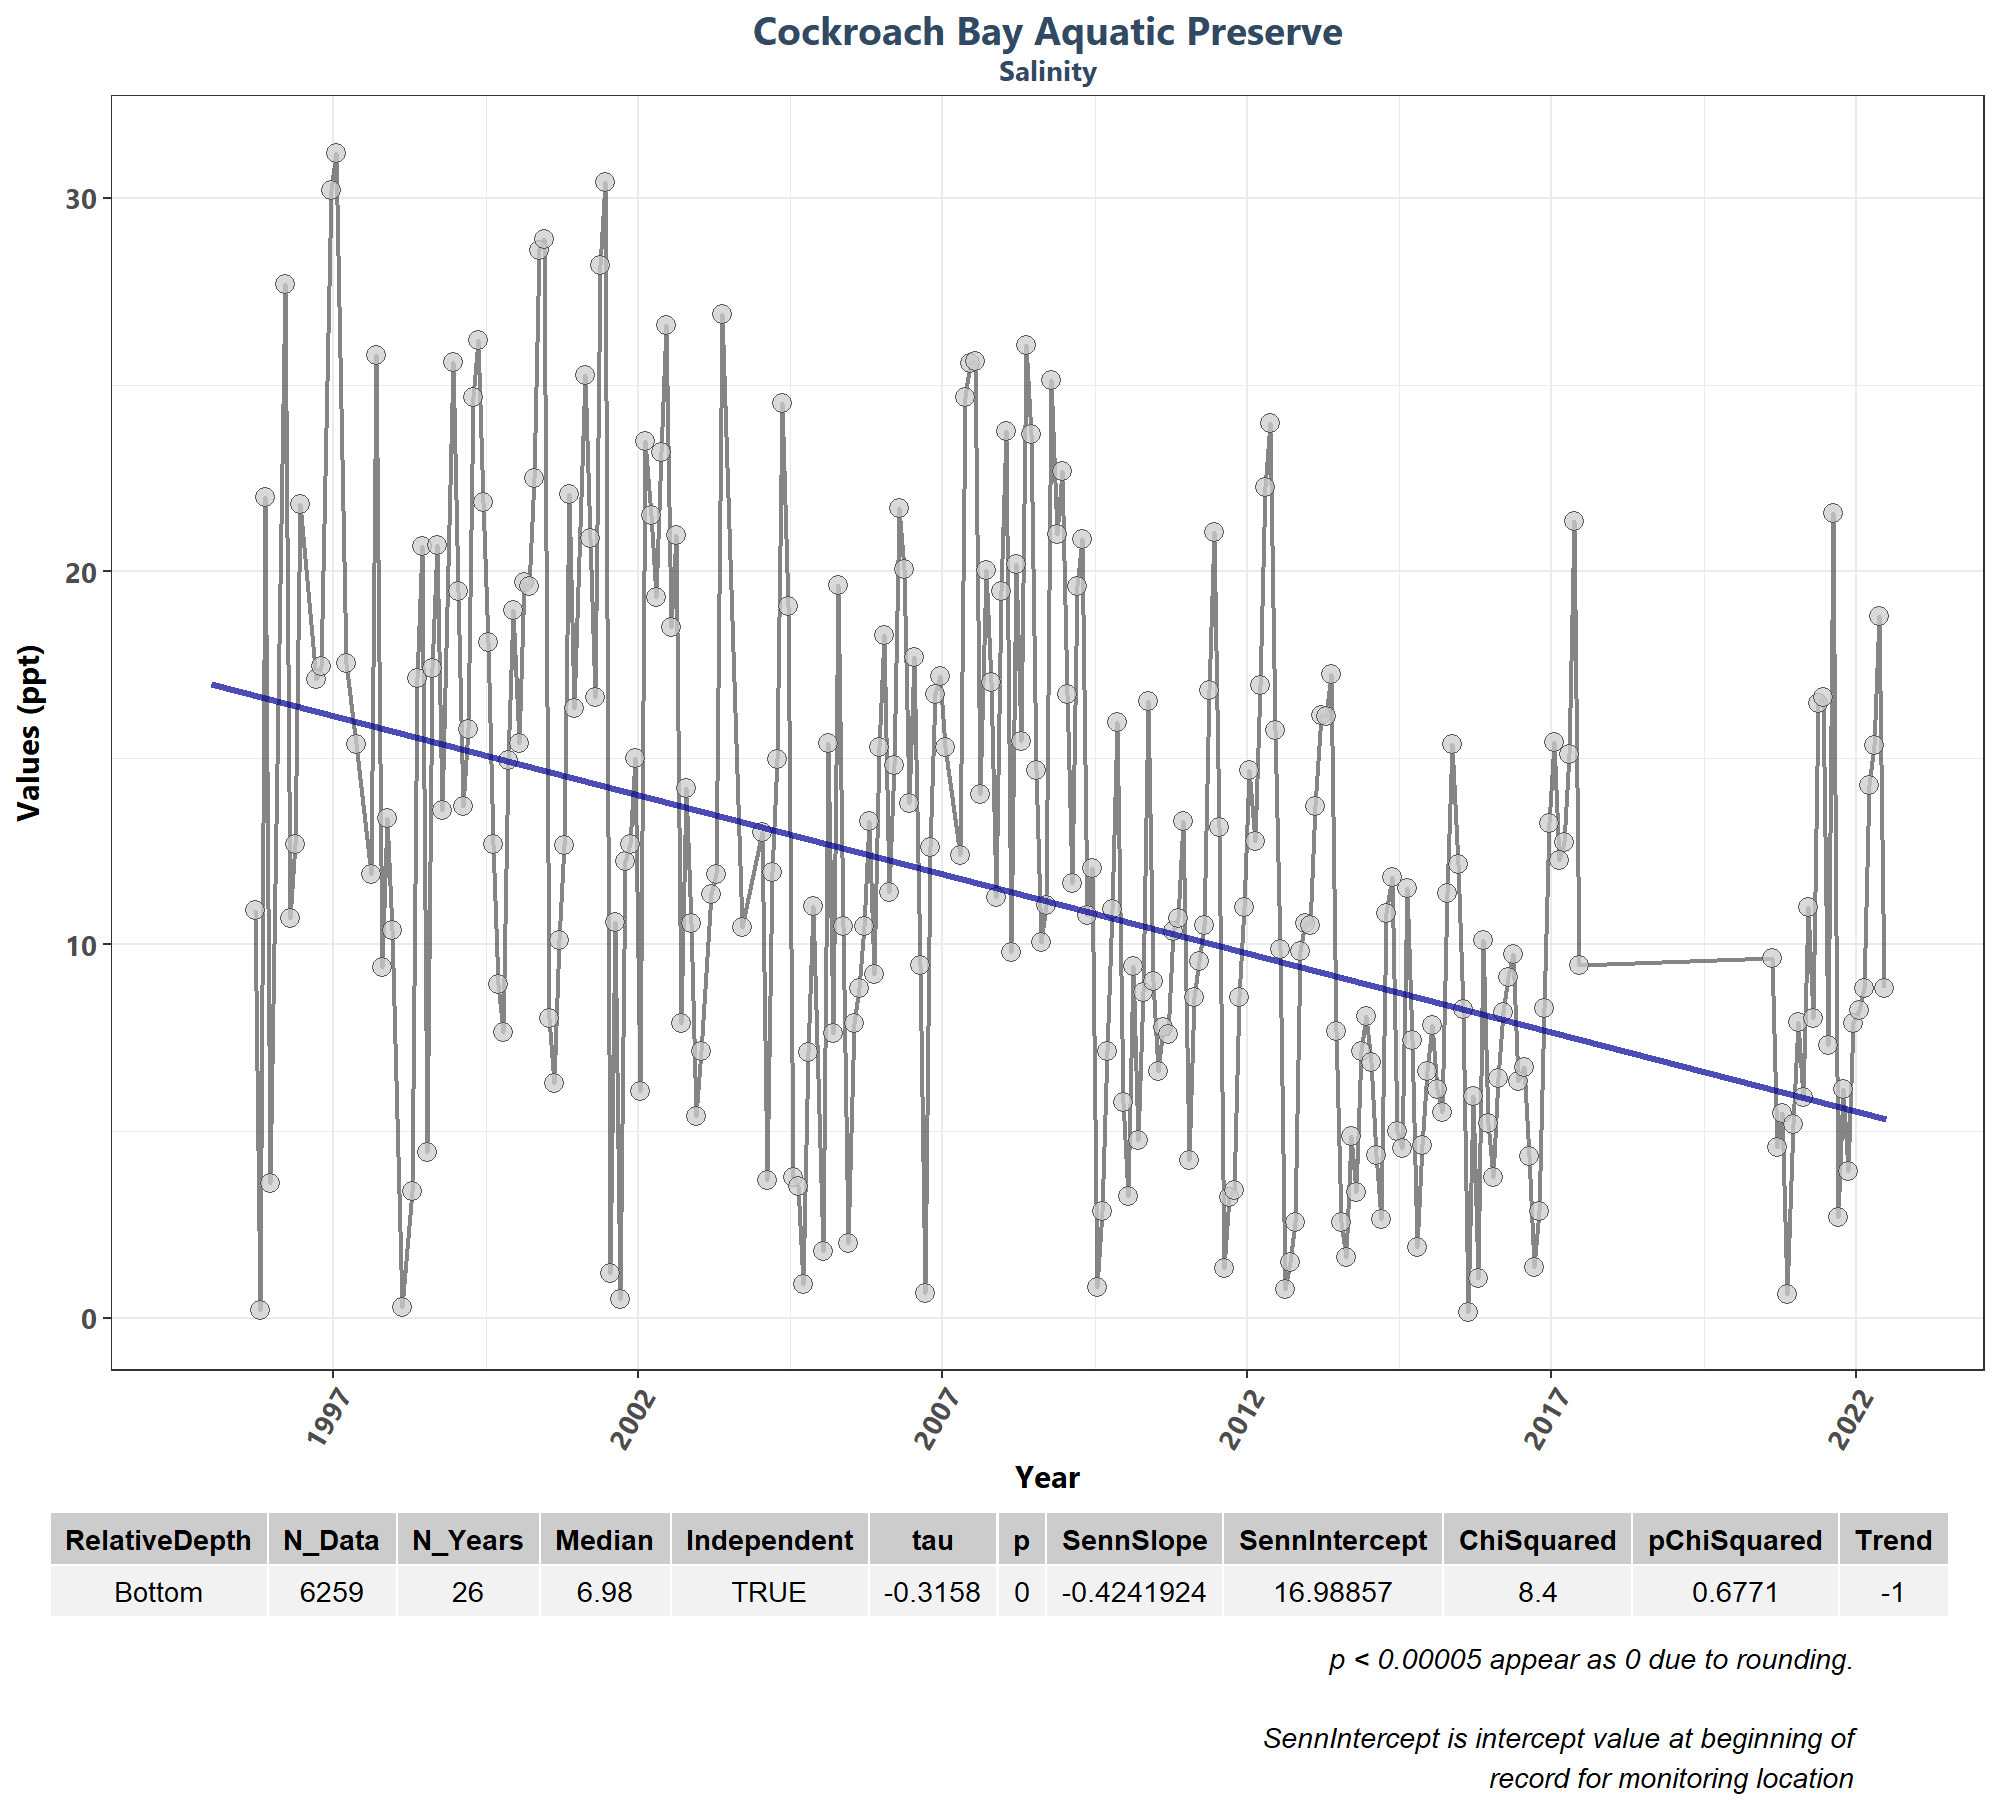 Cockroach Bay Aquatic Preserve
Salinity
30
20
10
0
Values (ppt)
1997 2002 2007 2012 2017 2022
Year
RelativeDepth N_Data N_Years Median Independent tau p SennSlope SennIntercept ChiSquared pChiSquared Trend
Bottom 6259 26 6.98 TRUE -0.3158 0 -0.4241924 16.98857 8.4 0.6771 -1
p < 0.00005 appear as 0 due to rounding.
SennIntercept is intercept value at beginning of
record for monitoring location